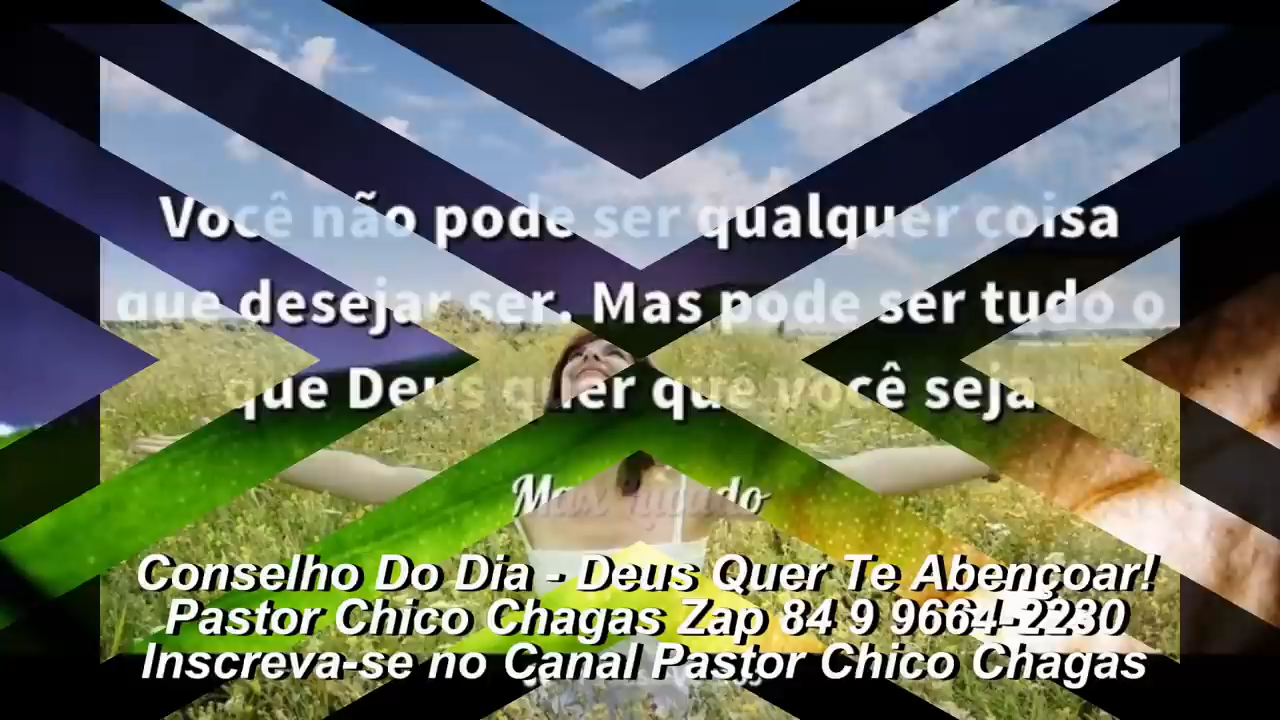 Você não pode ser qualquer coisa
que desejar ser. Mas pode ser tudo o
que Deus quer que você seja.
Max Lucado
Conselho Do Dia - Deus Quer Te Abençoar!
Pastor Chico Chagas Zap 84 9 9664-2230
Inscreva-se no Canal Pastor Chico Chagas